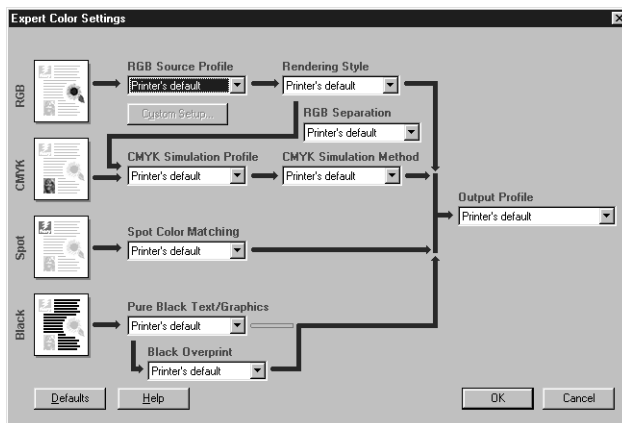 Expert Color Settings
RGB
RGB Source Profile
Printer's default
Custom Setup...
Rendering Style
Printer's default
RGB Separation
Printer's default
CMYK
CMYK Simulation Profile
Printer's default
CMYK Simulation Method
Printer's default
Output Profile
Printer's default
Spot
Spot Color Matching
Printer's default
Black
Pure Black Text/Graphics
Printer's default
Black Overprint
Printer's default
Defaults
Help
OK
Cancel